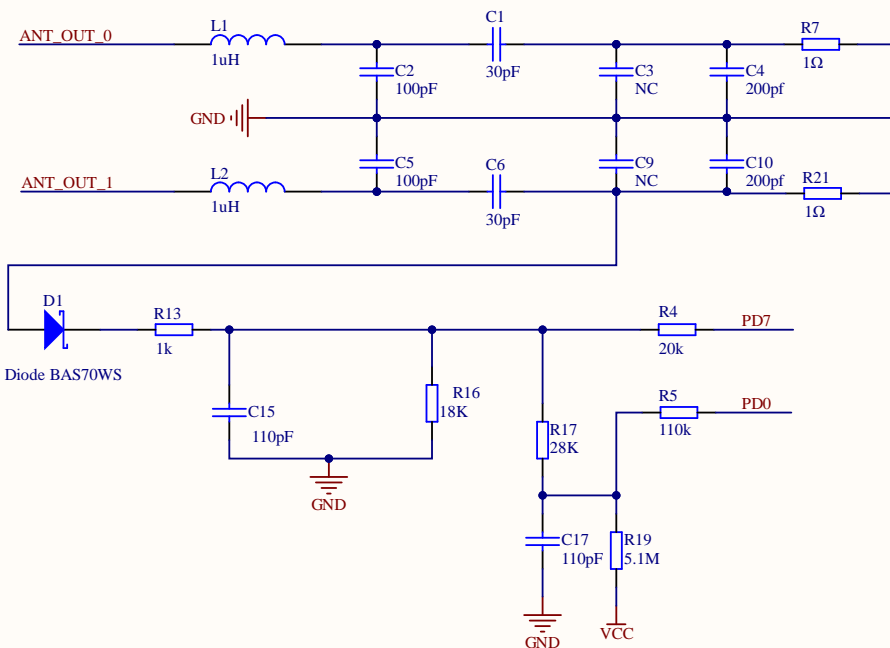 L1
C1
R7
ANT_OUT_0
1uH
30pF
1Ω
C2
100pF
C3
NC
C4
200pf
GND
C5
100pF
C6
C9
NC
C10
200pf
L2
R21
ANT_OUT_1
1uH
30pF
1Ω
D1
R13
R4
PD7
1k
20k
Diode BAS70WS
R16
18K
R5
PD0
C15
110pF
110k
R17
28K
GND
C17
110pF
R19
5.1M
GND
VCC